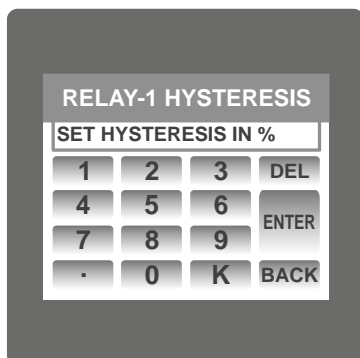 RELAY-1 HYSTERESIS
SET HYSTERESIS IN %
1 2 3 DEL
4 5 6 ENTER
7 8 9
. 0 K BACK